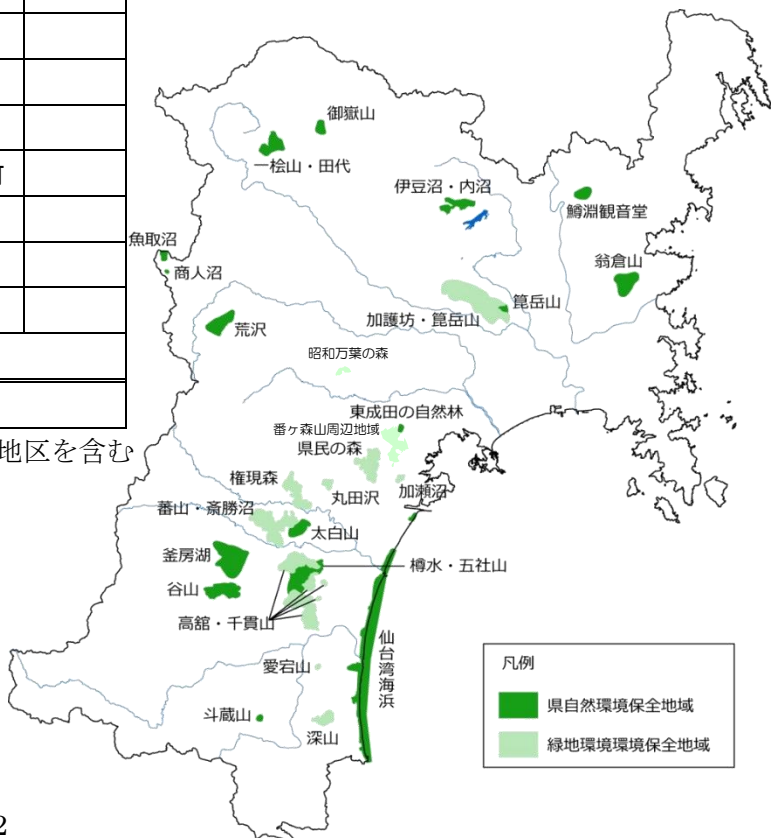 御嶽山
一桧山・田代
伊豆沼・内沼
鱒淵観音堂
魚取沼
商人沼
翁倉山
箟岳山
加護坊・箟岳山
荒沢
昭和万葉の森
東成田の自然林
番ヶ森山周辺地域
県民の森
地区を含む
権現森
丸田沢
加瀬沼
蕃山・斎勝沼
太白山
釜房湖
樽水・五社山
谷山
高舘・千貫山
仙台湾海浜
愛宕山
斗蔵山
深山
凡例
県自然環境保全地域
緑地環境環境保全地域
2